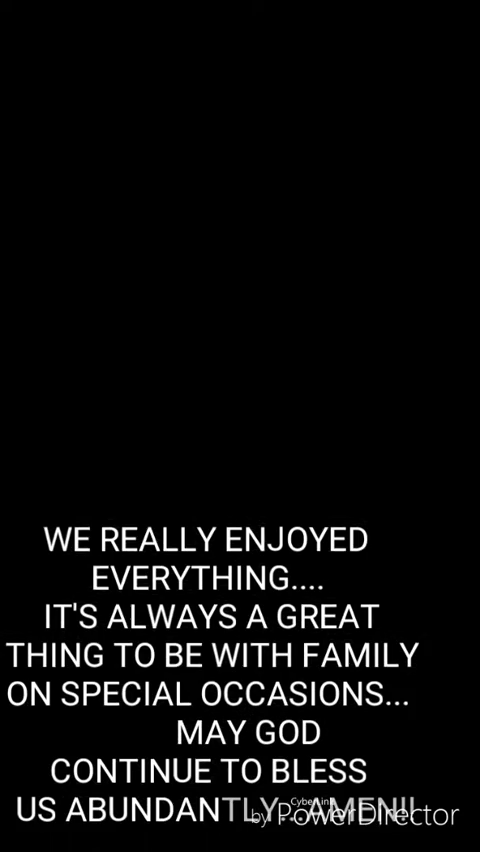 WE REALLY ENJOYED
EVERYTHING....
IT'S ALWAYS A GREAT
THING TO BE WITH FAMILY
ON SPECIAL OCCASIONS...
MAY GOD
CONTINUE TO BLESS
US ABUNDANTLY...AMEN!!
CyberLink
by PowerDirector